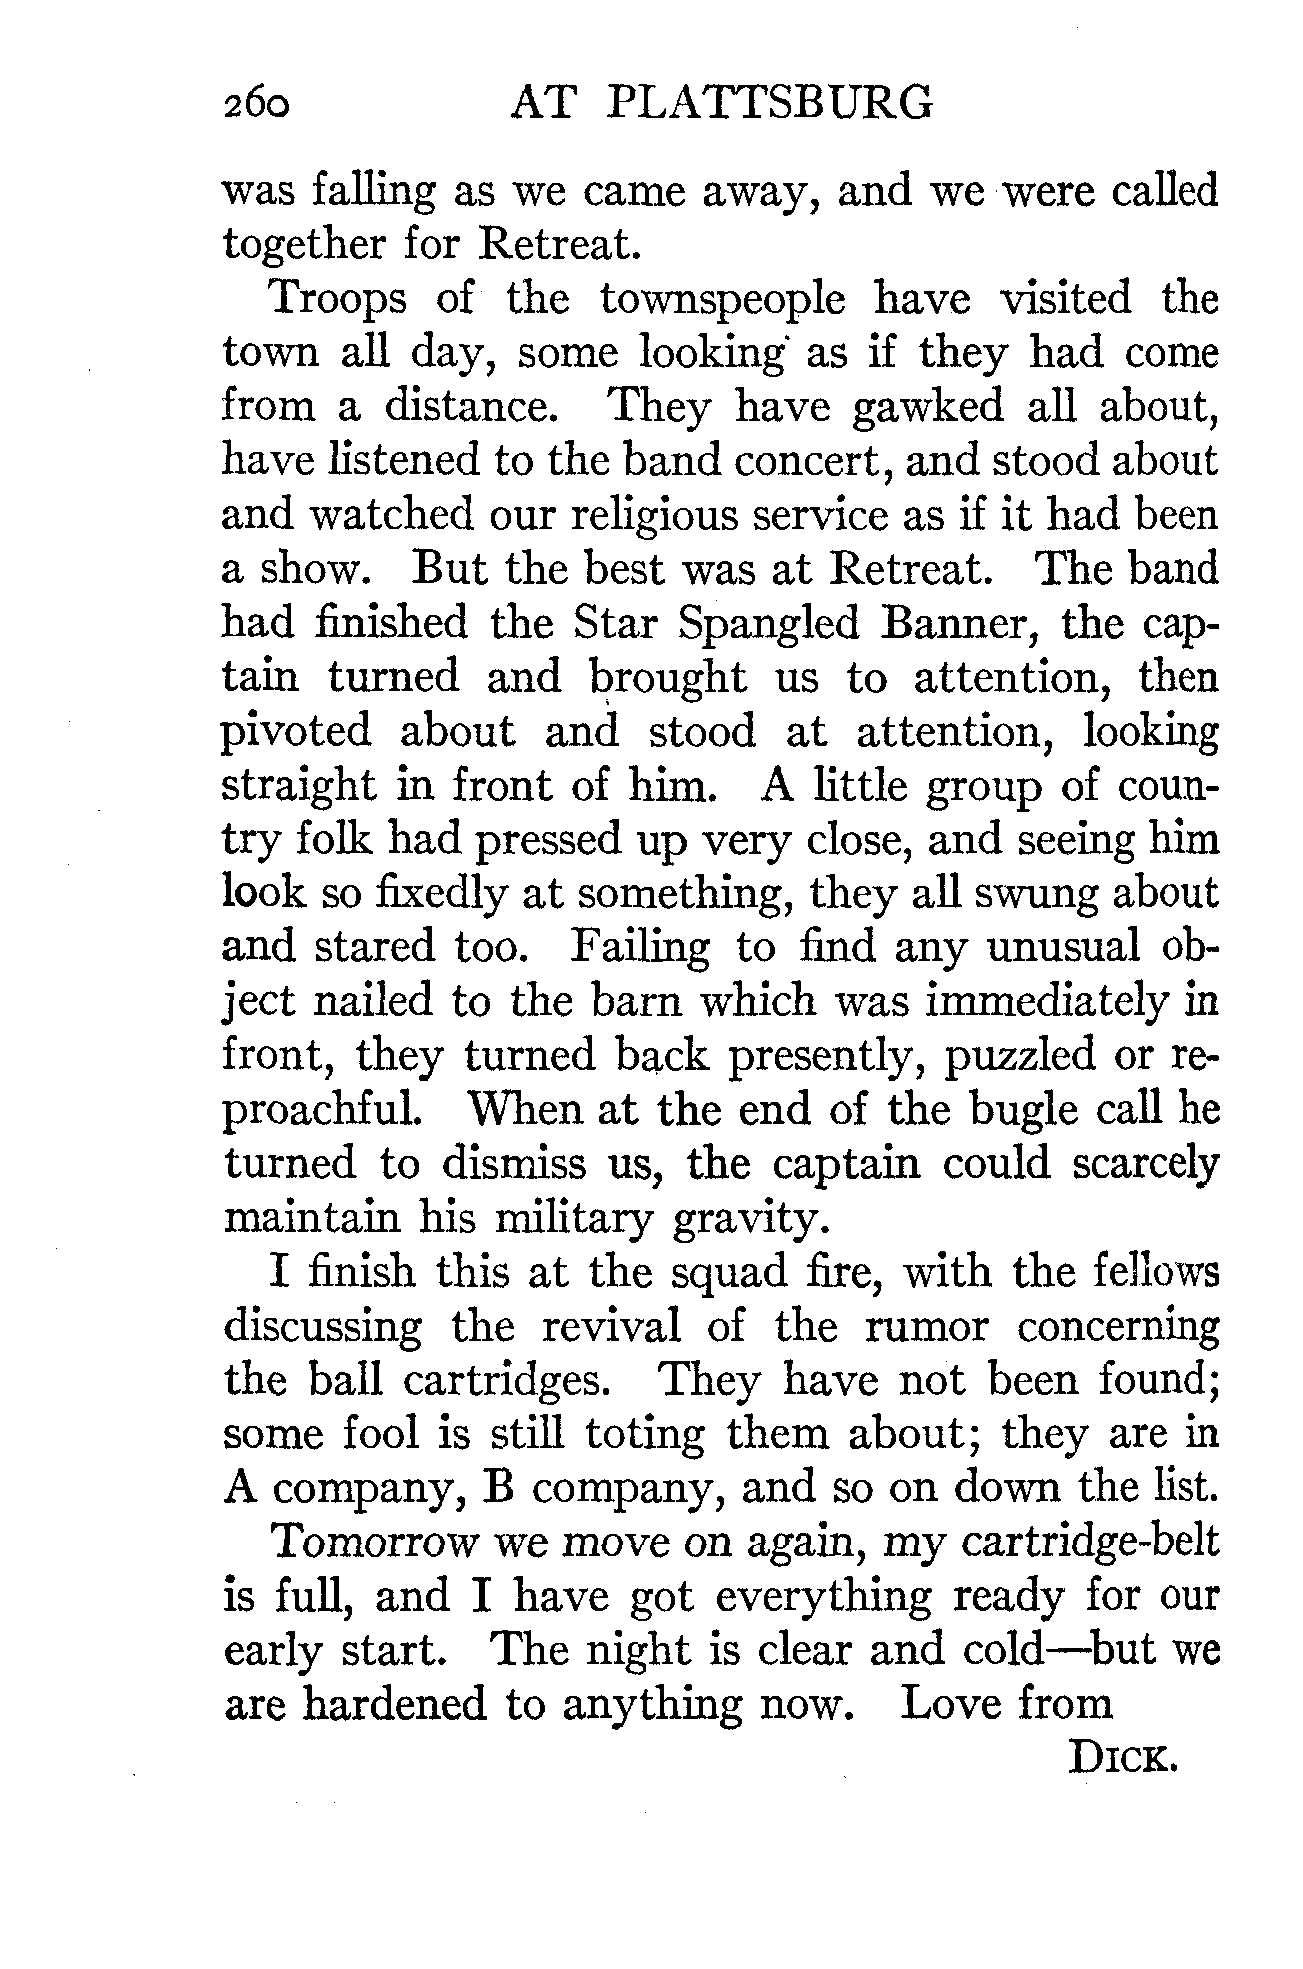 260 AT PLATTSBURG
was falling as we came away, and we were called
together for Retreat.
Troops of the townspeople have visited the
town all day, some looking as if they had come
from a distance. They have gawked all about,
have listened to the band concert, and stood about
and watched our religious service as if it had been
a show. But the best was at Retreat. The band
had finished the Star Spangled Banner, the cap-
tain turned and brought us to attention, then
pivoted about and stood at attention, looking
straight in front of him. A little group of coun-
try folk had pressed up very close, and seeing him
look so fixedly at something, they all swung about
and stared too. Failing to find any unusual ob-
ject nailed to the barn which was immediately in
front, they turned back presently, puzzled or re-
proachful. When at the end of the bugle call he
turned to dismiss us, the captain could scarcely
maintain his military gravity.
I finish this at the squad fire, with the fellows
discussing the revival of the rumor concerning
the ball cartridges. They have not been found;
some fool is still toting them about; they are in
A company, B company, and so on down the list.
Tomorrow we move on again, my cartridge-belt
is full, and I have got everything ready for our
early start. The night is clear and cold—but we
are hardened to anything now. Love from
DICK.